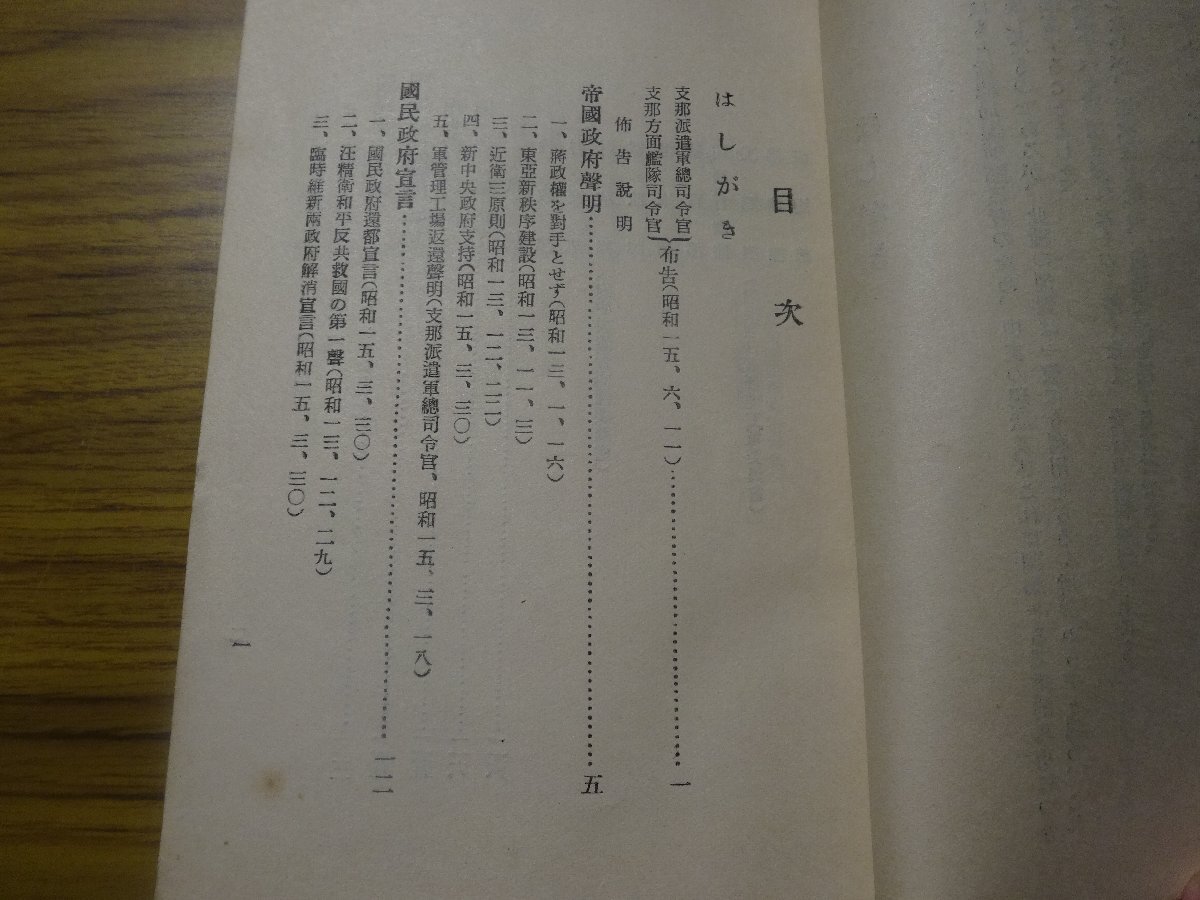 目次
はしがき
支那派遣軍總司令官
支那方面艦隊司令官
布告(昭和一五、六、一一)………一
佈告說明
帝國政府聲明………五
一、蔣政權を對手とせず(昭和一三、一、一六)
二、東亞新秩序建設(昭和一三、一一、三)
三、近衛三原則(昭和一三、一二、二二)
四、新中央政府支持(昭和一五、三、三〇)
五、軍管理工場返還聲明(支那派遣軍總司令官、昭和一五、三、一八)
國民政府宣言………
一、國民政府還都宣言(昭和一五、三、三〇)
二、汪精衛和平反共救國の第一聲(昭和一三、一二、二九)
三、臨時維新兩政府解消宣言(昭和一五、三、三〇)
一